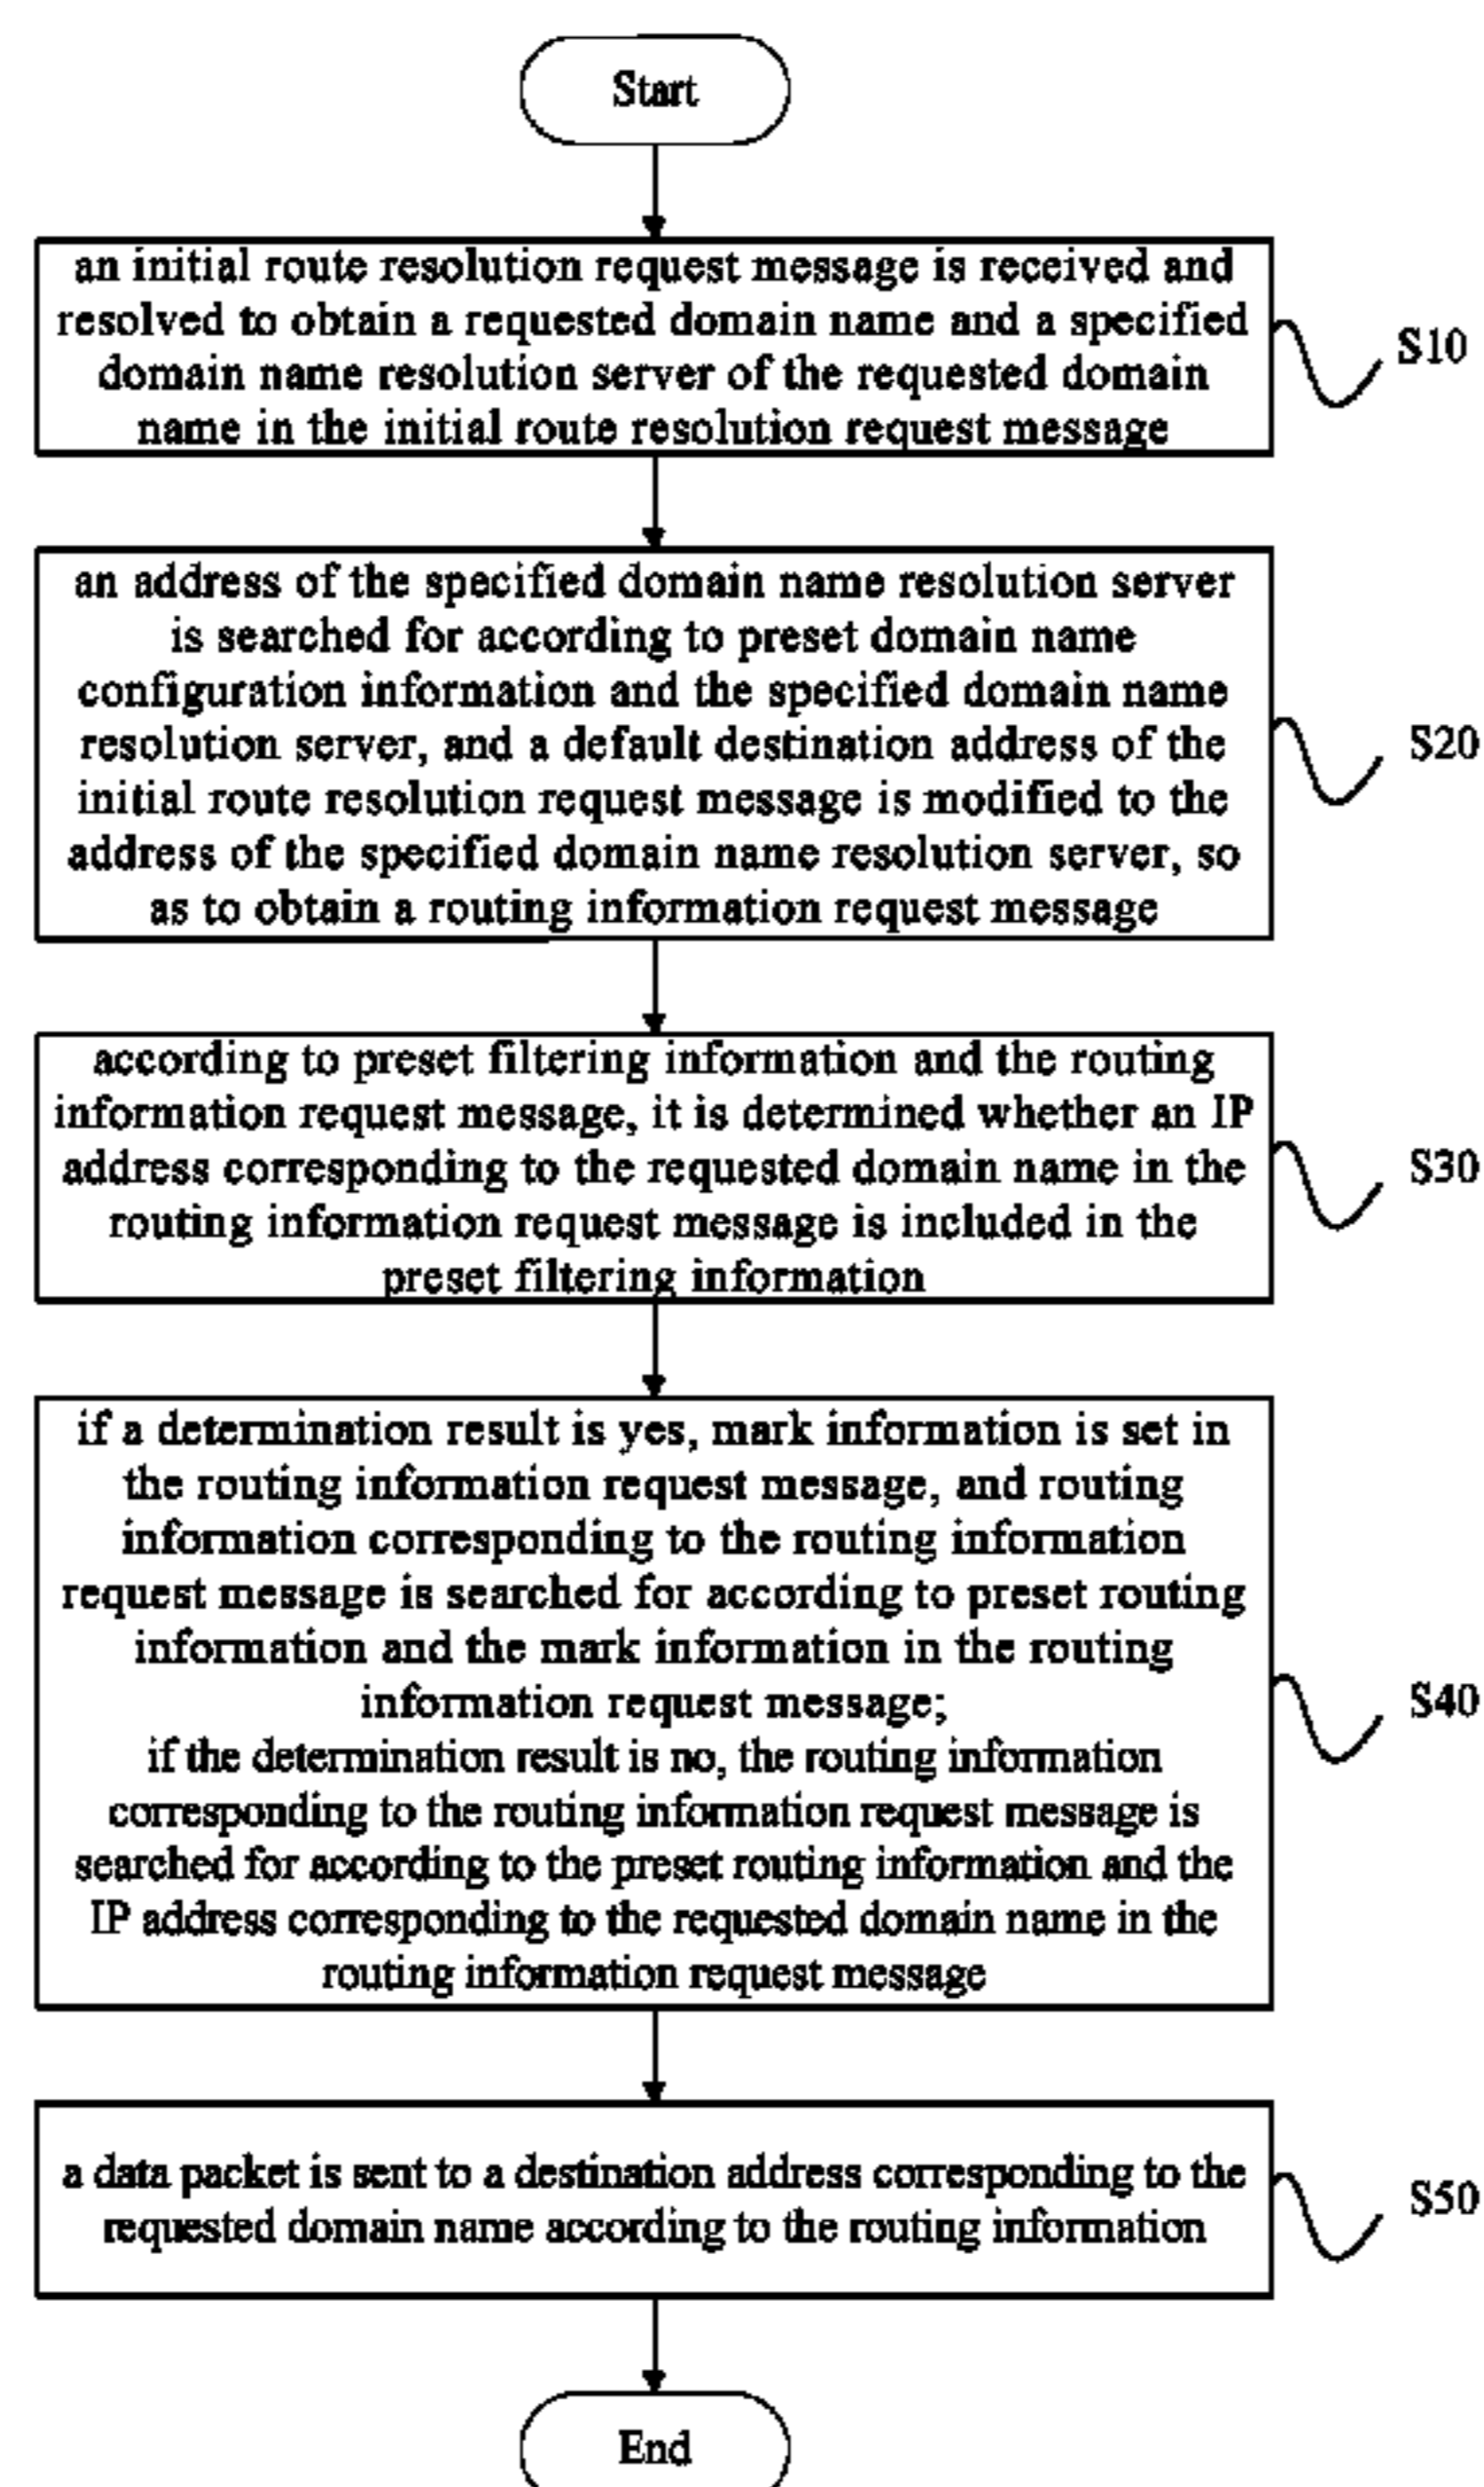 Start
an initial route resolution request message is received and
resolved to obtain a requested domain name and a specified
domain name resolution server of the requested domain
name in the initial route resolution request message
S10
an address of the specified domain name resolution server
is searched for according to preset domain name
configuration information and the specified domain name
resolution server, and a default destination address of the
initial route resolution request message is modified to the
address of the specified domain name resolution server, so
as to obtain a routing information request message
S20
according to preset filtering information and the routing
information request message, it is determined whether an IP
address corresponding to the requested domain name in the
routing information request message is included in the
preset filtering information
S30
if a determination result is yes, mark information is set in
the routing information request message, and routing
information corresponding to the routing information
request message is searched for according to preset routing
information and the mark information in the routing
information request message;
if the determination result is no, the routing information
corresponding to the routing information request message is
searched for according to the preset routing information and the
IP address corresponding to the requested domain name in the
routing information request message
S40
a data packet is sent to a destination address corresponding to the
requested domain name according to the routing information
S50
End